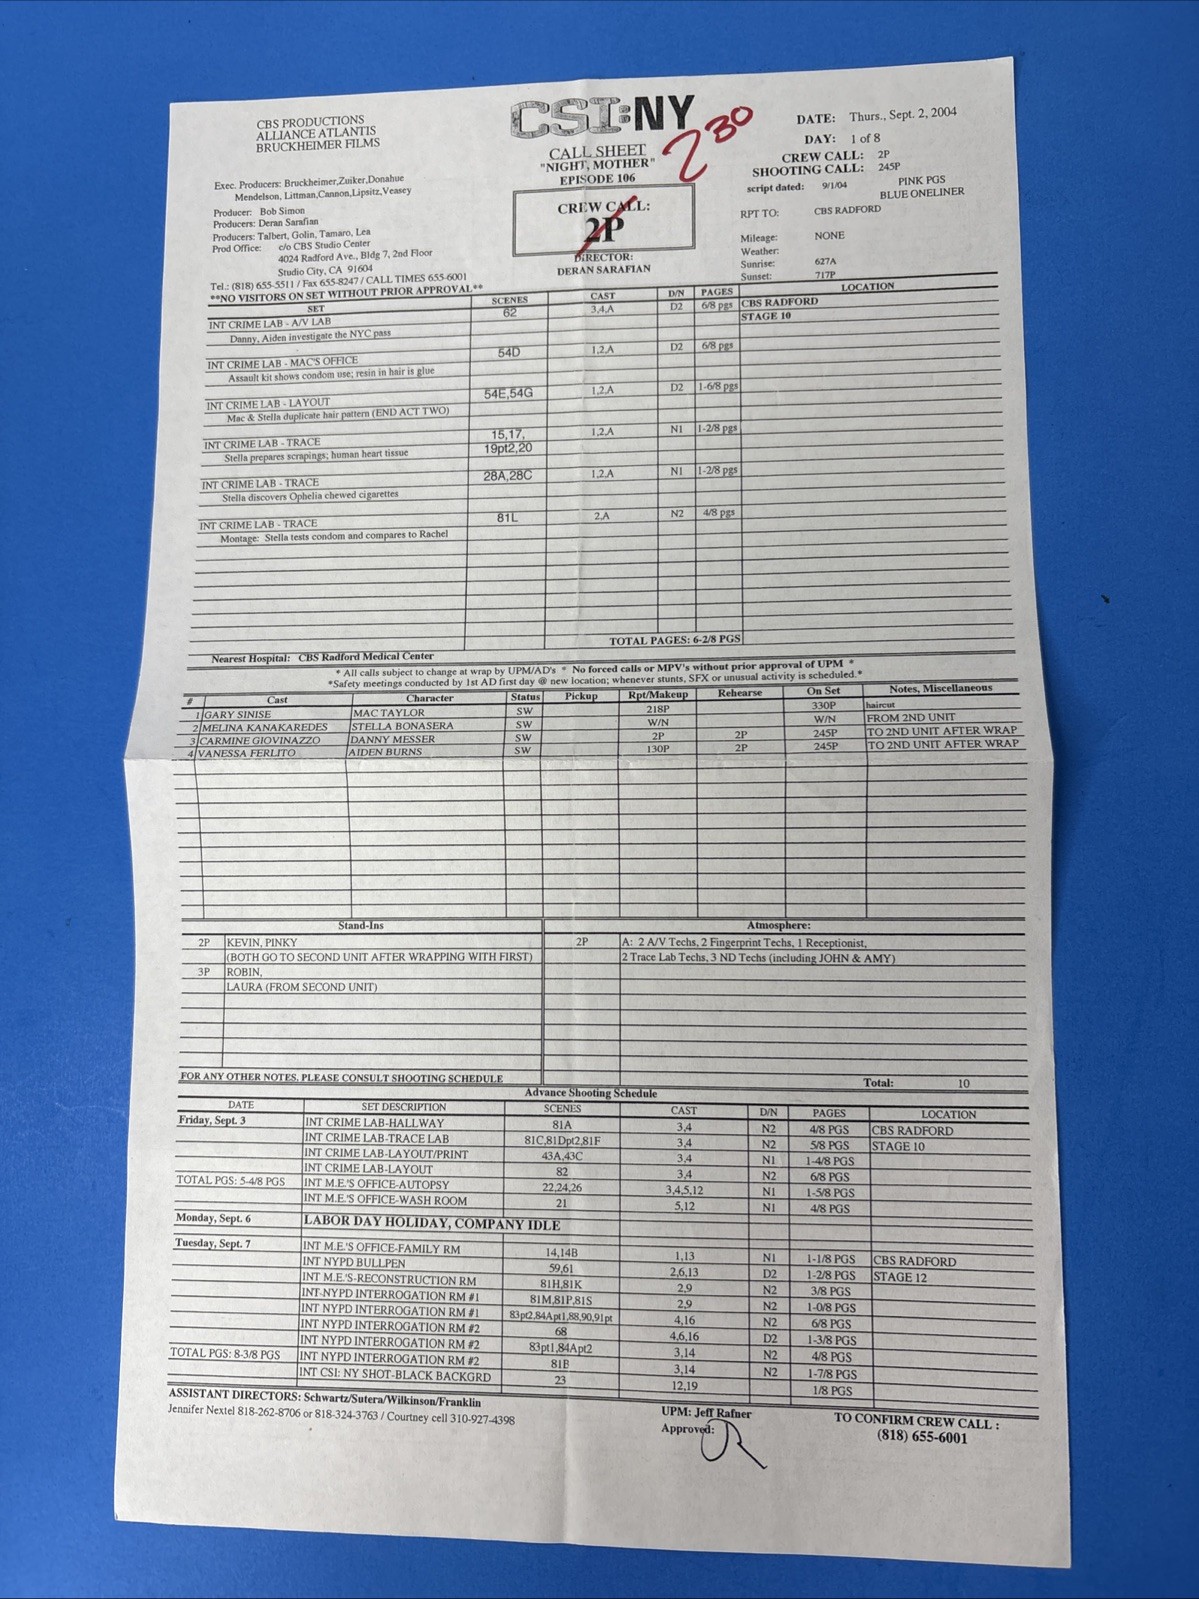 CBS PRODUCTIONS
ALLIANCE ATLANTIS
BRUCKHEIMER FILMS
Exec. Producers: Bruckheimer,Zuiker,Donahue
Mendelson, Littman,Cannon,Lipsitz,Veasey
Producer: Bob Simon
Producers: Deran Sarafian
Producers: Talbert, Golin, Tamaro, Lea
Prod Office: c/o CBS Studio Center
4024 Radford Ave., Bldg 7, 2nd Floor
Studio City, CA 91604
Tel.: (818) 655-5511 / Fax 655-8247 / CALL TIMES 655-6001
**NO VISITORS ON SET WITHOUT PRIOR APPROVAL**
CSI:NY
CALL SHEET
"NIGHT, MOTHER"
EPISODE 106
230
CREW CALL:
2P
DIRECTOR:
DERAN SARAFIAN
DATE: Thurs., Sept. 2, 2004
DAY: 1 of 8
CREW CALL: 2P
SHOOTING CALL: 245P
script dated: 9/1/04 PINK PGS
BLUE ONELINER
RPT TO: CBS RADFORD
Mileage: NONE
Weather:
Sunrise: 627A
Sunset: 717P
SET SCENES CAST D/N PAGES LOCATION
INT CRIME LAB - A/V LAB 62 3,4,A D2 6/8 pgs CBS RADFORD
Danny, Aiden investigate the NYC pass STAGE 10
INT CRIME LAB - MAC'S OFFICE 54D 1,2,A D2 6/8 pgs
Assault kit shows condom use; resin in hair is glue
INT CRIME LAB - LAYOUT 54E,54G 1,2,A D2 1-6/8 pgs
Mac & Stella duplicate hair pattern (END ACT TWO)
INT CRIME LAB - TRACE 15,17, 1,2,A N1 1-2/8 pgs
Stella prepares scrapings; human heart tissue 19pt2,20
INT CRIME LAB - TRACE 28A,28C 1,2,A N1 1-2/8 pgs
Stella discovers Ophelia chewed cigarettes
INT CRIME LAB - TRACE 81L 2,A N2 4/8 pgs
Montage: Stella tests condom and compares to Rachel
TOTAL PAGES: 6-2/8 PGS
Nearest Hospital: CBS Radford Medical Center
* All calls subject to change at wrap by UPM/AD's * No forced calls or MPV's without prior approval of UPM *
*Safety meetings conducted by 1st AD first day @ new location; whenever stunts, SFX or unusual activity is scheduled.*
# Cast Character Status Pickup Rpt/Makeup Rehearse On Set Notes, Miscellaneous
1 GARY SINISE MAC TAYLOR SW 218P 330P haircut
2 MELINA KANAKAREDES STELLA BONASERA SW W/N W/N FROM 2ND UNIT
3 CARMINE GIOVINAZZO DANNY MESSER SW 2P 2P 245P TO 2ND UNIT AFTER WRAP
4 VANESSA FERLITO AIDEN BURNS SW 130P 2P 245P TO 2ND UNIT AFTER WRAP
Stand-Ins Atmosphere:
2P KEVIN, PINKY 2P A: 2 A/V Techs, 2 Fingerprint Techs, 1 Receptionist,
(BOTH GO TO SECOND UNIT AFTER WRAPPING WITH FIRST) 2 Trace Lab Techs, 3 ND Techs (including JOHN & AMY)
3P ROBIN,
LAURA (FROM SECOND UNIT)
FOR ANY OTHER NOTES, PLEASE CONSULT SHOOTING SCHEDULE Total: 10
Advance Shooting Schedule
DATE SET DESCRIPTION SCENES CAST D/N PAGES LOCATION
Friday, Sept. 3 INT CRIME LAB-HALLWAY 81A 3,4 N2 4/8 PGS CBS RADFORD
INT CRIME LAB-TRACE LAB 81C,81Dpt2,81F 3,4 N2 5/8 PGS STAGE 10
INT CRIME LAB-LAYOUT/PRINT 43A,43C 3,4 N1 1-4/8 PGS
INT CRIME LAB-LAYOUT 82 3,4 N2 6/8 PGS
TOTAL PGS: 5-4/8 PGS INT M.E.'S OFFICE-AUTOPSY 22,24,26 3,4,5,12 N1 1-5/8 PGS
INT M.E.'S OFFICE-WASH ROOM 21 5,12 N1 4/8 PGS
Monday, Sept. 6 LABOR DAY HOLIDAY, COMPANY IDLE
Tuesday, Sept. 7 INT M.E.'S OFFICE-FAMILY RM 14,14B 1,13 N1 1-1/8 PGS CBS RADFORD
INT NYPD BULLPEN 59,61 2,6,13 D2 1-2/8 PGS STAGE 12
INT M.E.'S-RECONSTRUCTION RM 81H,81K 2,9 N2 3/8 PGS
INT-NYPD INTERROGATION RM #1 81M,81P,81S 2,9 N2 1-0/8 PGS
INT NYPD INTERROGATION RM #1 83pt2,84Apt1,88,90,91pt 4,16 N2 6/8 PGS
INT NYPD INTERROGATION RM #2 68 4,6,16 D2 1-3/8 PGS
INT NYPD INTERROGATION RM #2 83pt1,84Apt2 3,14 N2 4/8 PGS
TOTAL PGS: 8-3/8 PGS INT NYPD INTERROGATION RM #2 81B 3,14 N2 1-7/8 PGS
INT CSI: NY SHOT-BLACK BACKGRD 23 12,19 1/8 PGS
ASSISTANT DIRECTORS: Schwartz/Sutera/Wilkinson/Franklin
Jennifer Nextel 818-262-8706 or 818-324-3763 / Courtney cell 310-927-4398
UPM: Jeff Rafner
Approved:
TO CONFIRM CREW CALL :
(818) 655-6001